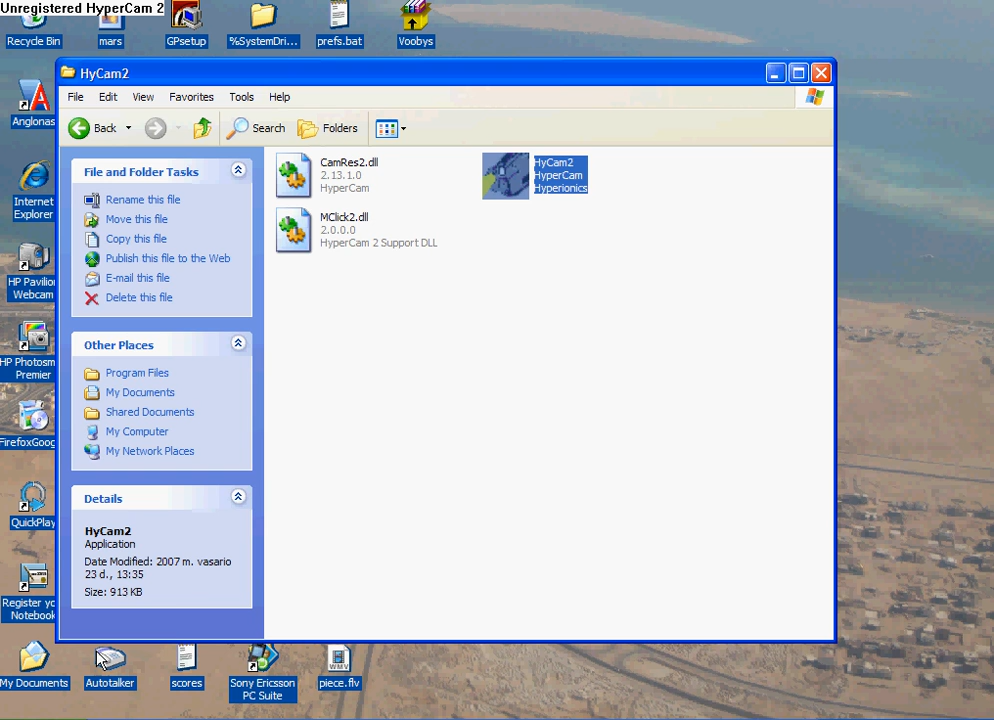 Unregistered HyperCam 2
Recycle Bin
mars
GPsetup
%SystemDri...
prefs.bat
Voobys
HyCam2
File Edit View Favorites Tools Help
Back Search Folders
File and Folder Tasks
Rename this file
Move this file
Copy this file
Publish this file to the Web
E-mail this file
Delete this file
Other Places
Program Files
My Documents
Shared Documents
My Computer
My Network Places
Details
HyCam2
Application
Date Modified: 2007 m. vasario
23 d., 13:35
Size: 913 KB
CamRes2.dll
2.13.1.0
HyperCam
HyCam2
HyperCam
Hyperionics
MClick2.dll
2.0.0.0
HyperCam 2 Support DLL
Anglonas
Internet
Explorer
HP Pavilio
Webcam
HP Photosm
Premier
FirefoxGoog
QuickPlay
Register yo
Notebook
My Documents
Autotalker
scores
Sony Ericsson
PC Suite
WMV
piece.flv